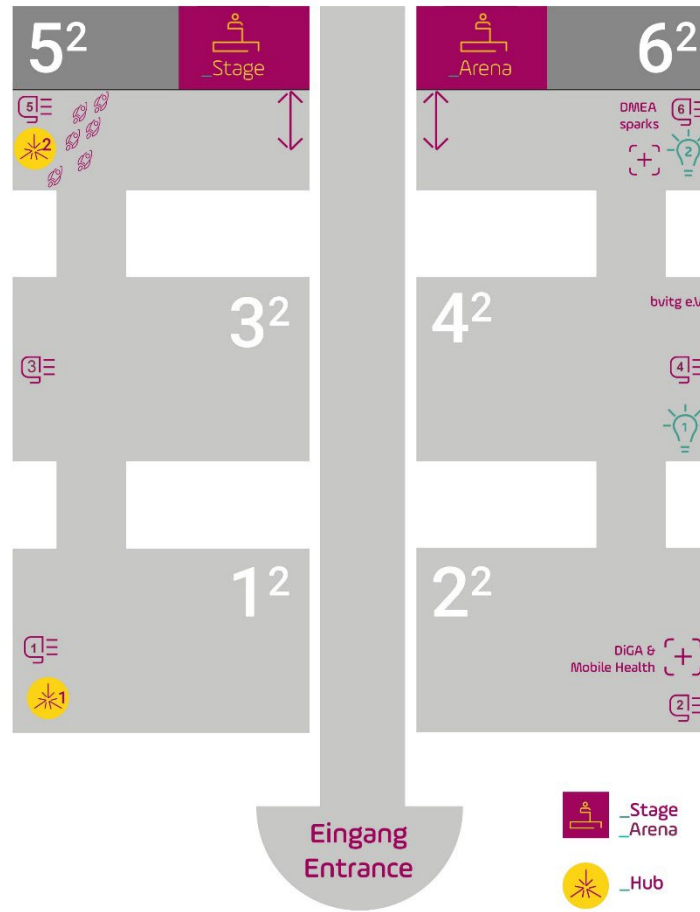 5²
_Stage
_Arena
6²
5
2
DMEA
sparks
6
2
3²
3
4²
bvitg e.V
4
1
1²
1
1
2²
DiGA &
Mobile Health
2
Eingang
Entrance
_Stage
_Arena
_Hub